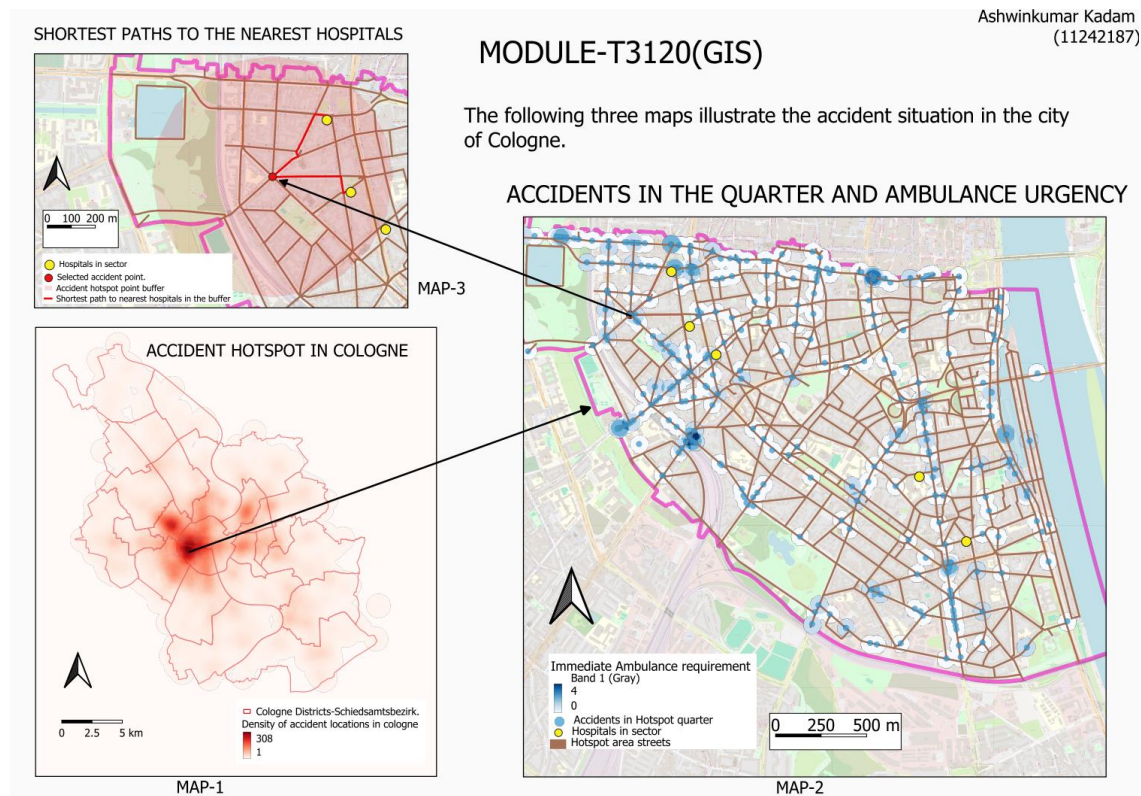 Ashwinkumar Kadam
(11242187)
SHORTEST PATHS TO THE NEAREST HOSPITALS
MODULE-T3120(GIS)
The following three maps illustrate the accident situation in the city
of Cologne.
ACCIDENTS IN THE QUARTER AND AMBULANCE URGENCY
0 100 200 m
Hospitals in sector
Selected accident point.
Accident hotspot point buffer
Shortest path to nearest hospitals in the buffer
MAP-3
ACCIDENT HOTSPOT IN COLOGNE
0 2.5 5 km
Cologne Districts-Schiedsamtsbezirk.
Density of accident locations in cologne
308
1
MAP-1
Immediate Ambulance requirement
Band 1 (Gray)
4
0
Accidents in Hotspot quarter
Hospitals in sector
Hotspot area streets
0 250 500 m
MAP-2